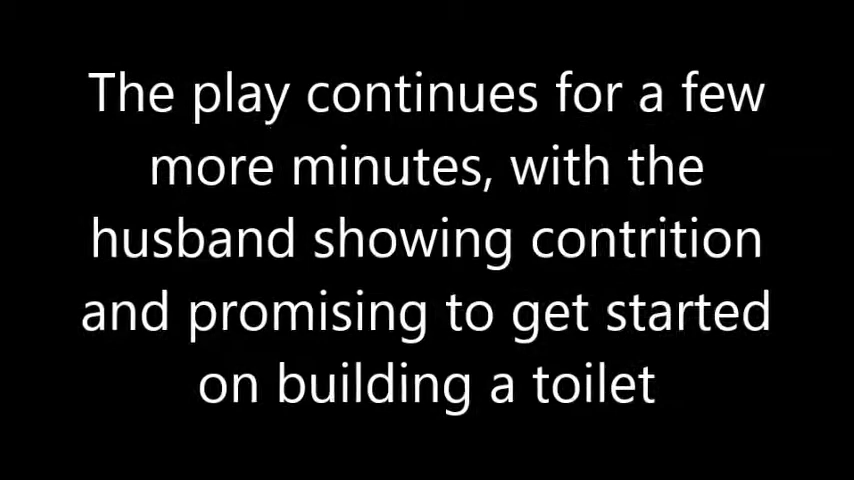 The play continues for a few
more minutes, with the
husband showing contrition
and promising to get started
on building a toilet